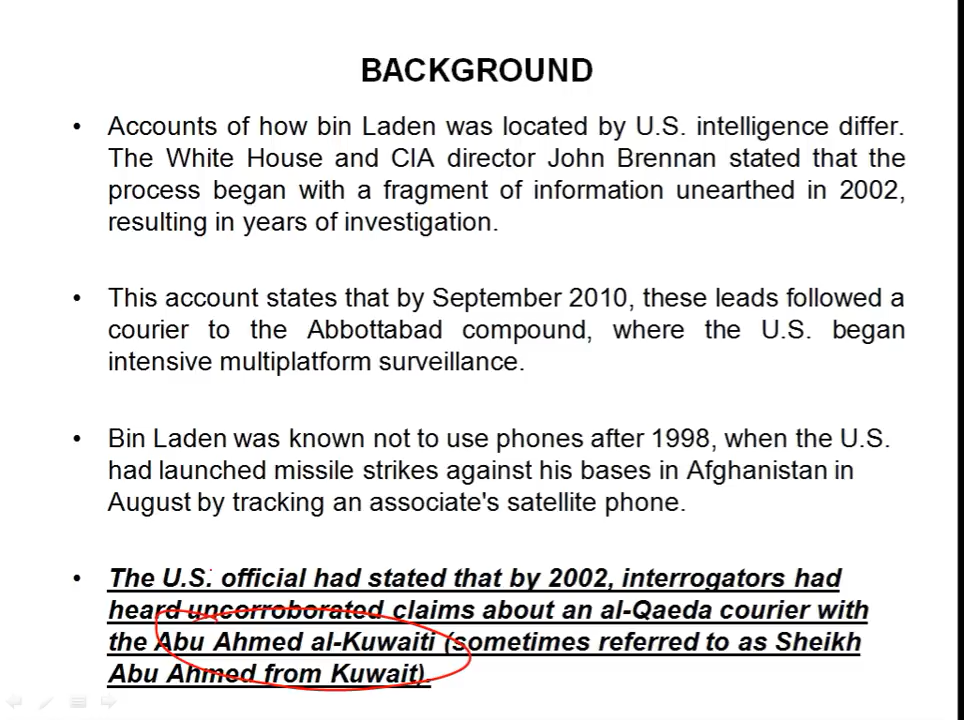 BACKGROUND
• Accounts of how bin Laden was located by U.S. intelligence differ.
The White House and CIA director John Brennan stated that the
process began with a fragment of information unearthed in 2002,
resulting in years of investigation.
• This account states that by September 2010, these leads followed a
courier to the Abbottabad compound, where the U.S. began
intensive multiplatform surveillance.
• Bin Laden was known not to use phones after 1998, when the U.S.
had launched missile strikes against his bases in Afghanistan in
August by tracking an associate's satellite phone.
• The U.S. official had stated that by 2002, interrogators had
heard uncorroborated claims about an al-Qaeda courier with
the Abu Ahmed al-Kuwaiti (sometimes referred to as Sheikh
Abu Ahmed from Kuwait).